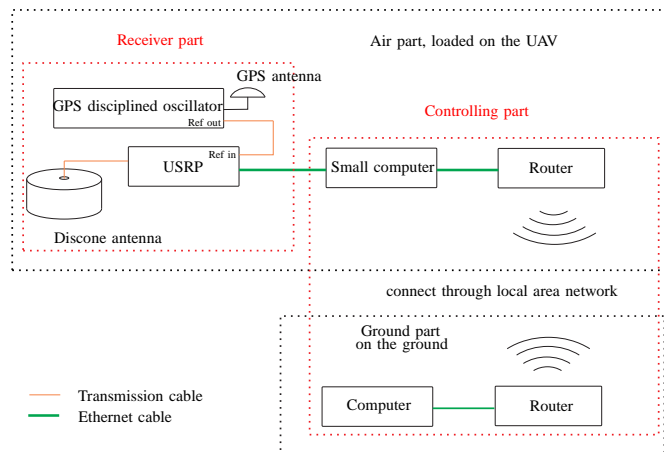 Receiver part
Air part, loaded on the UAV
GPS antenna
GPS disciplined oscillator
Ref out
Controlling part
Ref in
USRP
Small computer
Router
Discone antenna
connect through local area network
Ground part
on the ground
Transmission cable
Ethernet cable
Computer
Router